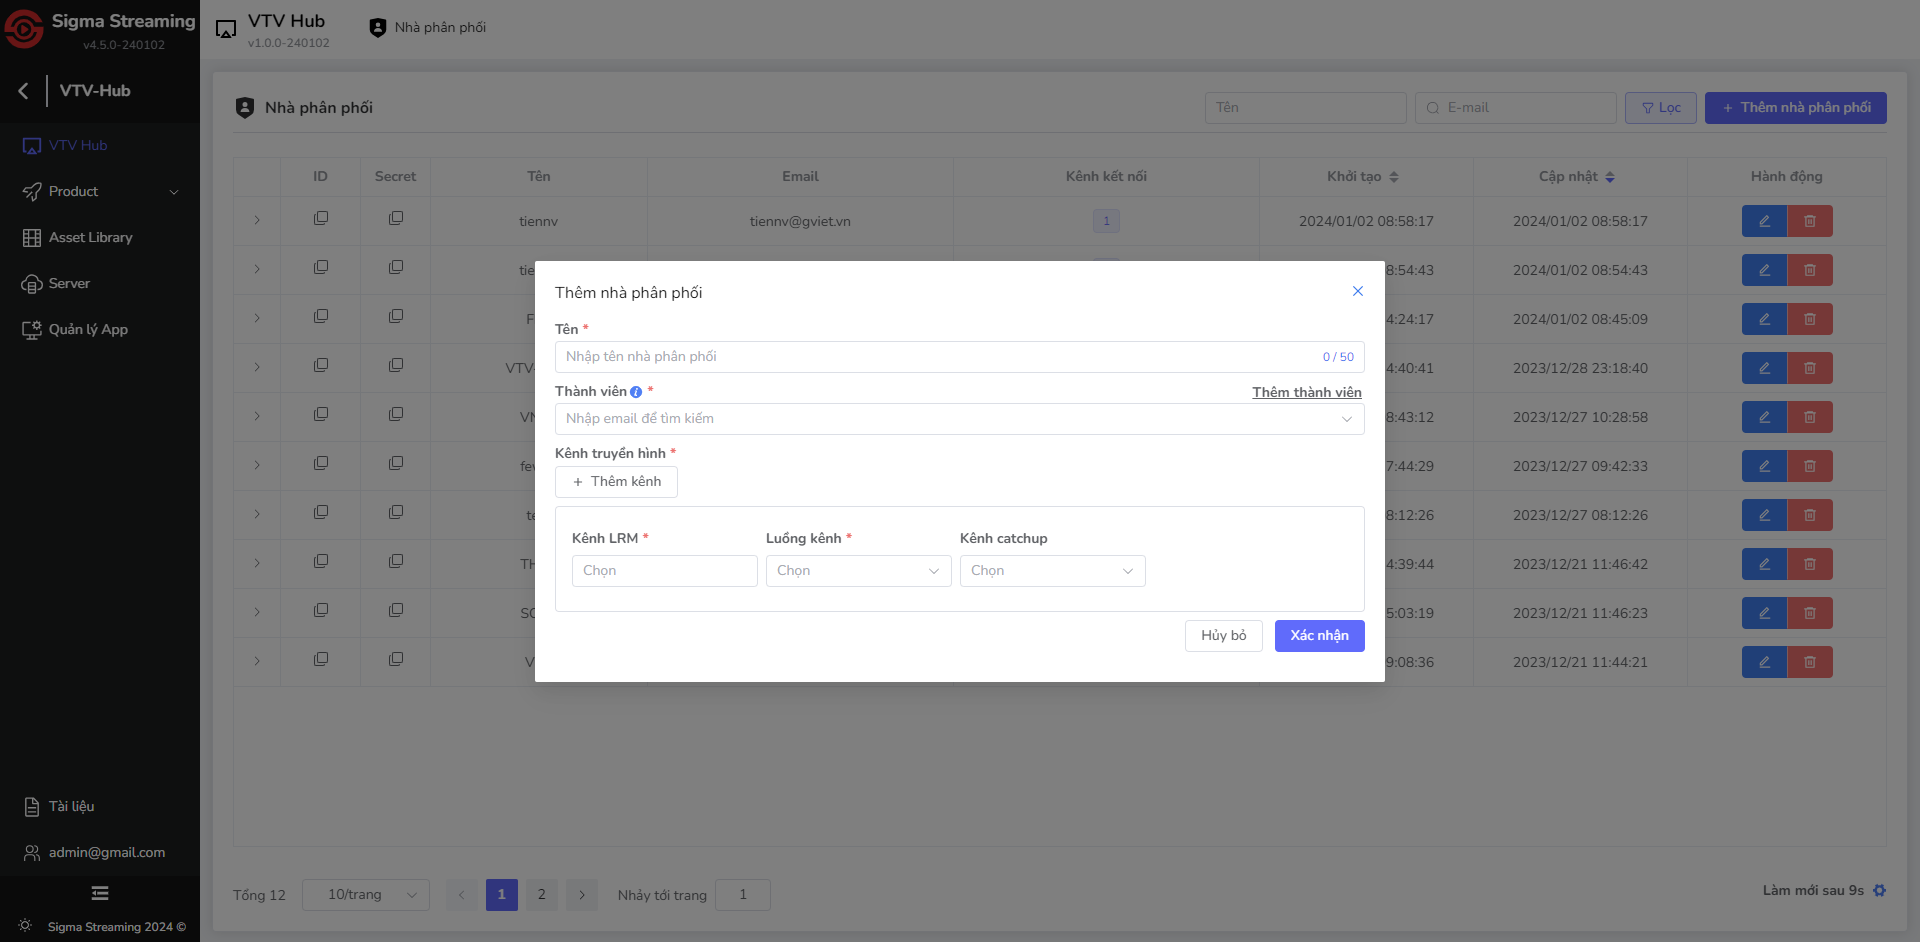 Sigma Streaming
v4.5.0-240102
VTV-Hub
VTV Hub
Product
Asset Library
Server
Quản lý App
Tài liệu
admin@gmail.com
Sigma Streaming 2024 ©
VTV Hub
v1.0.0-240102
Nhà phân phối
Nhà phân phối
Tên
E-mail
Lọc
+ Thêm nhà phân phối
ID Secret Tên Email Kênh kết nối Khởi tạo Cập nhật Hành động
tiennv tiennv@gviet.vn 1 2024/01/02 08:58:17 2024/01/02 08:58:17
8:54:43 2024/01/02 08:54:43
4:24:17 2024/01/02 08:45:09
4:40:41 2023/12/28 23:18:40
8:43:12 2023/12/27 10:28:58
7:44:29 2023/12/27 09:42:33
8:12:26 2023/12/27 08:12:26
4:39:44 2023/12/21 11:46:42
5:03:19 2023/12/21 11:46:23
9:08:36 2023/12/21 11:44:21
Thêm nhà phân phối
Tên *
Nhập tên nhà phân phối 0 / 50
Thành viên i * Thêm thành viên
Nhập email để tìm kiếm
Kênh truyền hình *
+ Thêm kênh
Kênh LRM * Luồng kênh * Kênh catchup
Chọn Chọn Chọn
Hủy bỏ Xác nhận
Tổng 12 10/trang 1 2 Nhảy tới trang 1
Làm mới sau 9s